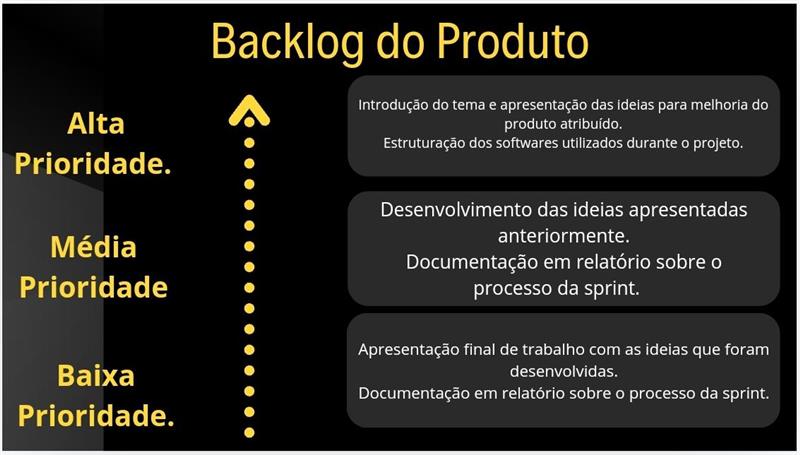 Backlog do Produto
Alta
Prioridade.
Introdução do tema e apresentação das ideias para melhoria do
produto atribuído.
Estruturação dos softwares utilizados durante o projeto.
Média
Prioridade
Desenvolvimento das ideias apresentadas
anteriormente.
Documentação em relatório sobre o
processo da sprint.
Baixa
Prioridade.
Apresentação final de trabalho com as ideias que foram
desenvolvidas.
Documentação em relatório sobre o processo da sprint.